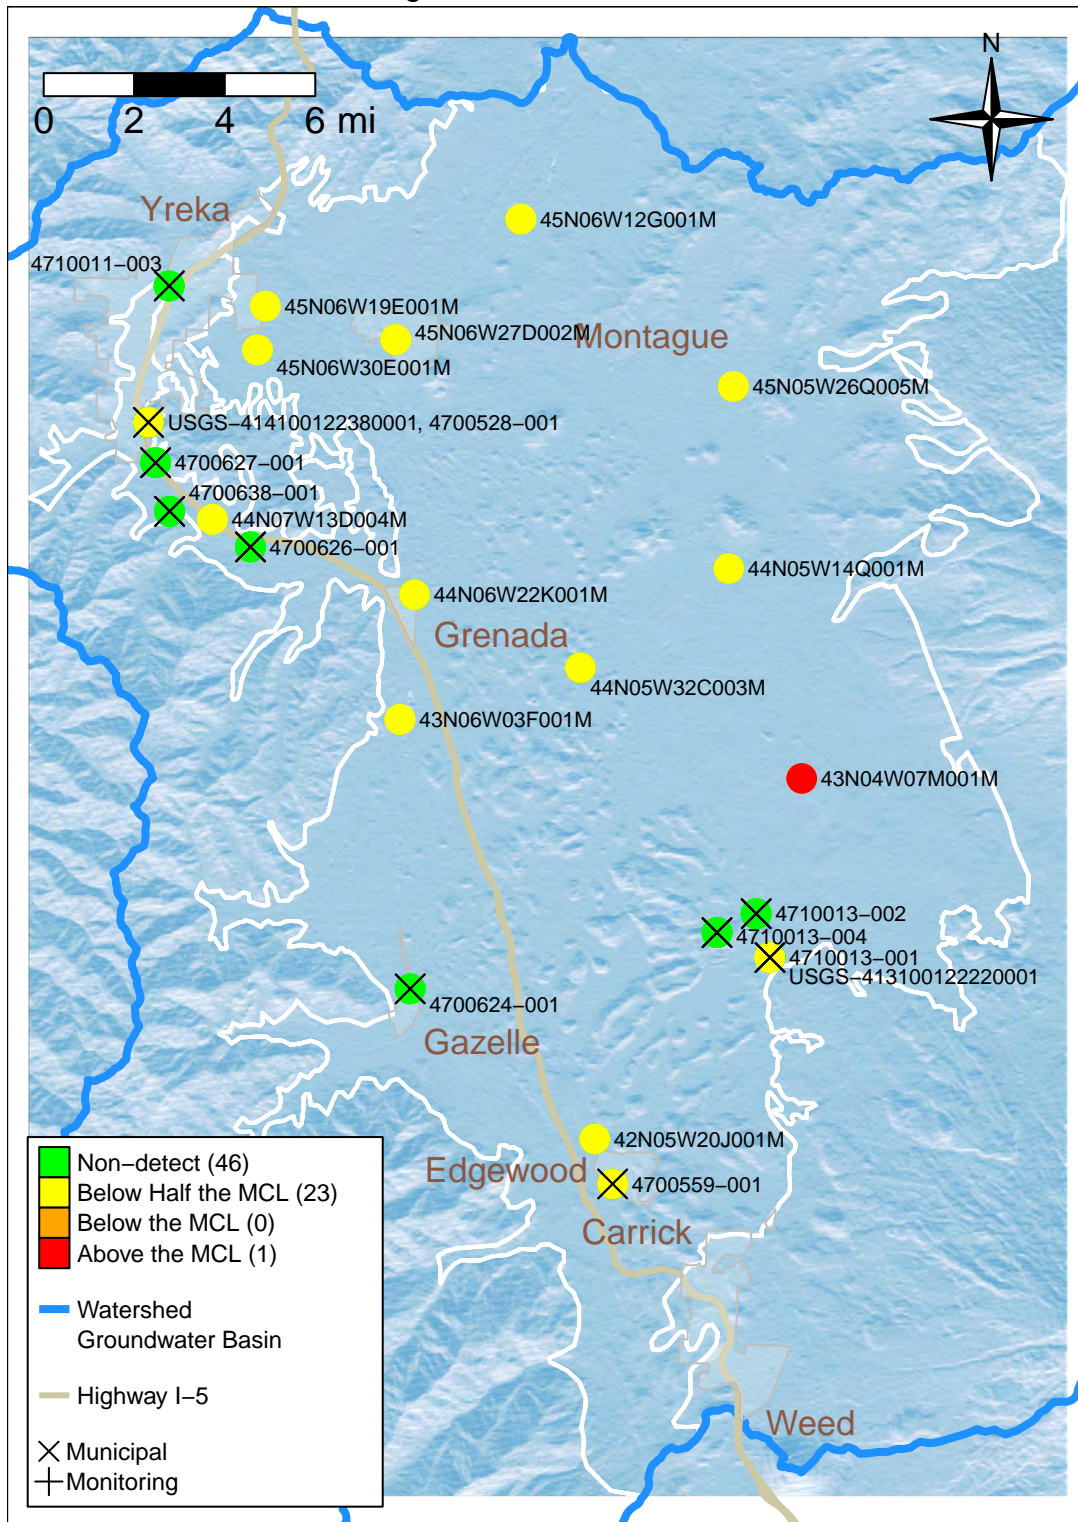 N
0 2 4 6 mi
Yreka
45N06W12G001M
4710011−003
45N06W19E001M
45N06W27D002M
Montague
45N06W30E001M
45N05W26Q005M
USGS−414100122380001, 4700528−001
4700627−001
4700638−001
44N07W13D004M
4700626−001
44N05W14Q001M
44N06W22K001M
Grenada
44N05W32C003M
43N06W03F001M
43N04W07M001M
4710013−002
4710013−004
4710013−001
USGS−413100122220001
4700624−001
Gazelle
42N05W20J001M
Edgewood
4700559−001
Carrick
Weed
Non−detect (46)
Below Half the MCL (23)
Below the MCL (0)
Above the MCL (1)
Watershed
Groundwater Basin
Highway I−5
Municipal
Monitoring